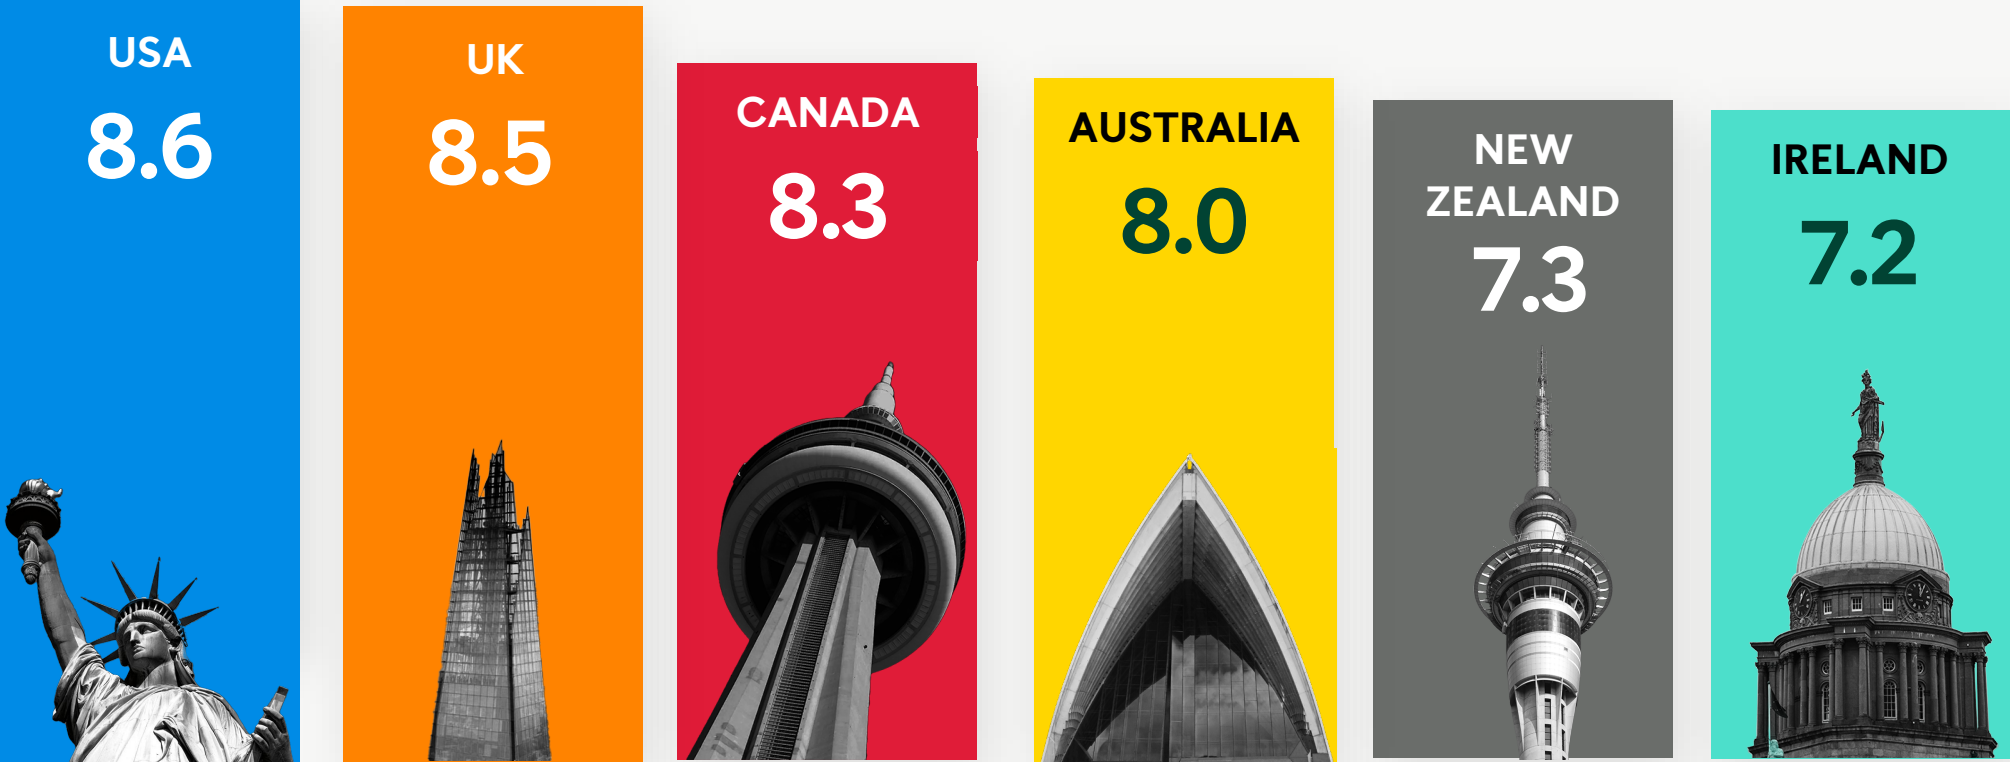 USA
8.6
UK
8.5
CANADA
8.3
AUSTRALIA
8.0
NEW
ZEALAND
7.3
IRELAND
7.2